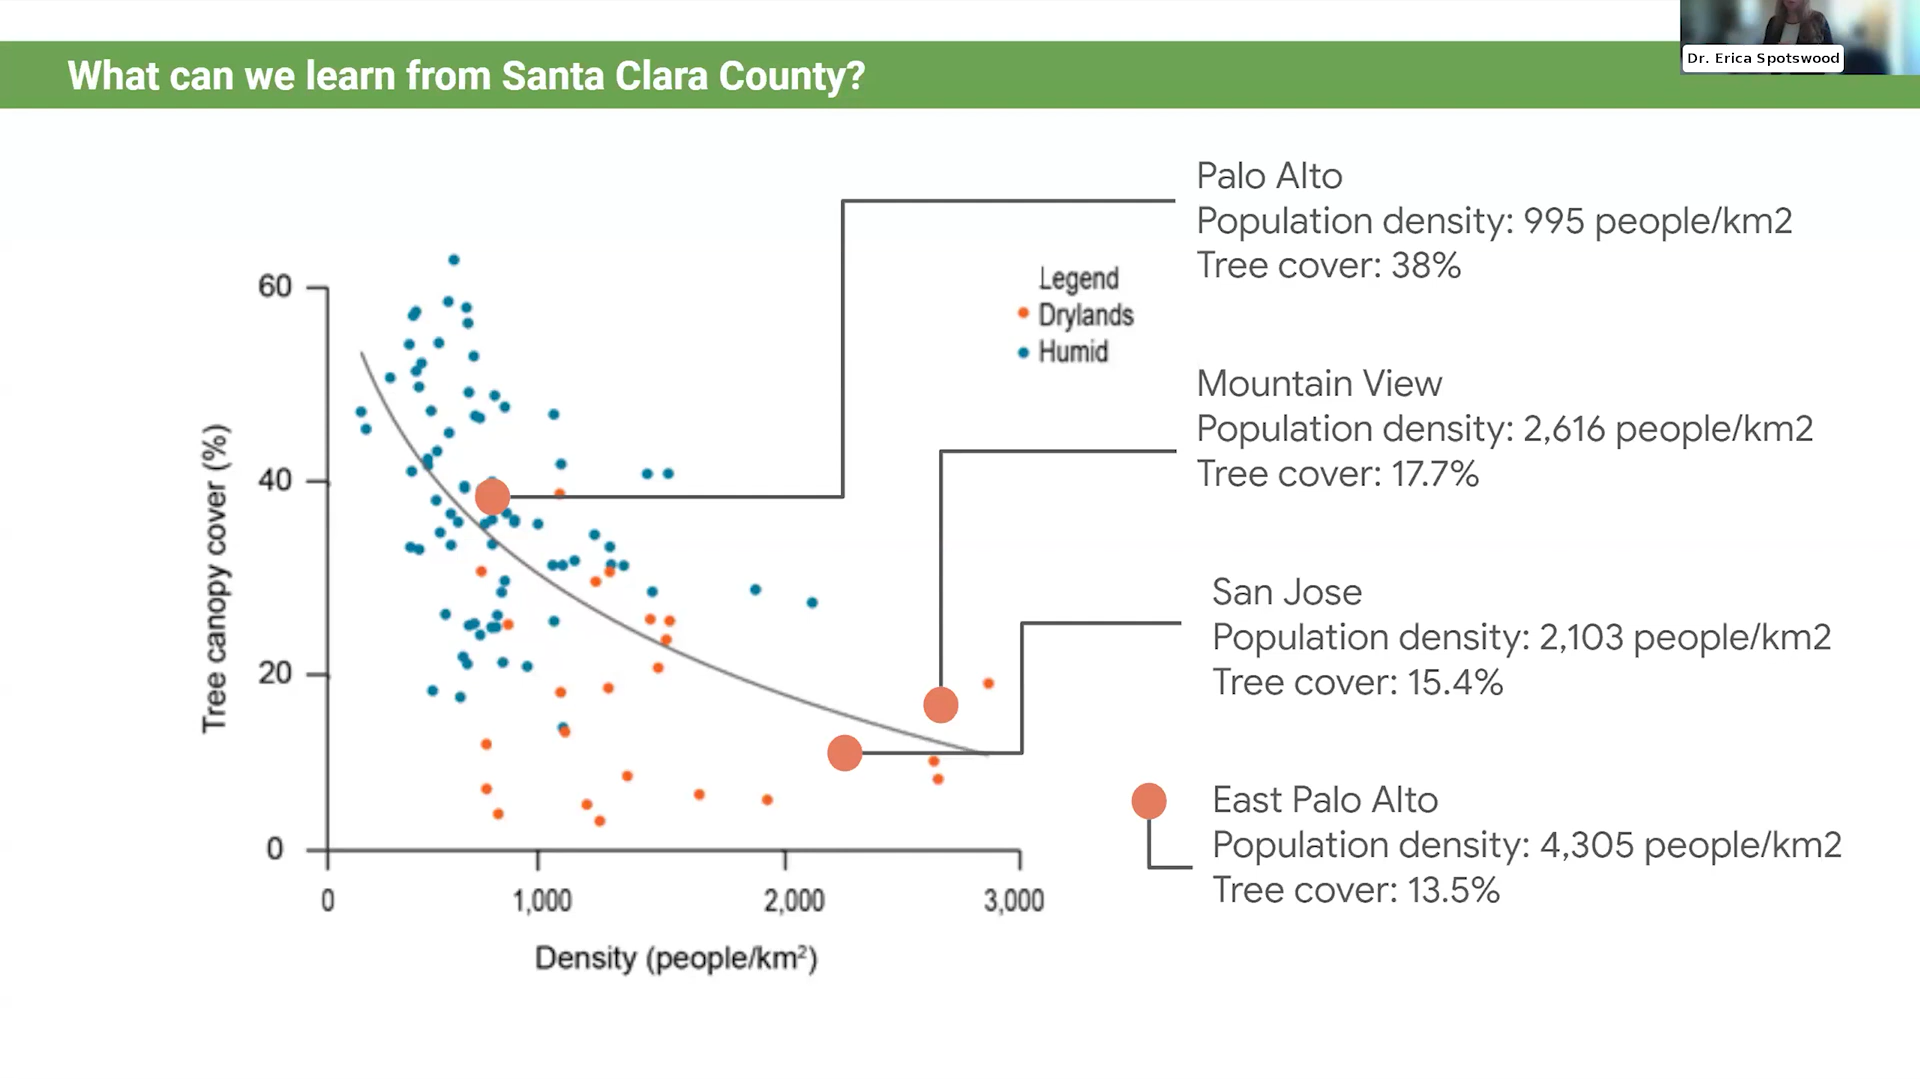 What can we learn from Santa Clara County?
Dr. Erica Spotswood
Palo Alto
Population density: 995 people/km2
Tree cover: 38%
Mountain View
Population density: 2,616 people/km2
Tree cover: 17.7%
San Jose
Population density: 2,103 people/km2
Tree cover: 15.4%
East Palo Alto
Population density: 4,305 people/km2
Tree cover: 13.5%
Legend
Drylands
Humid
Tree canopy cover (%)
60
40
20
0
0 1,000 2,000 3,000
Density (people/km²)